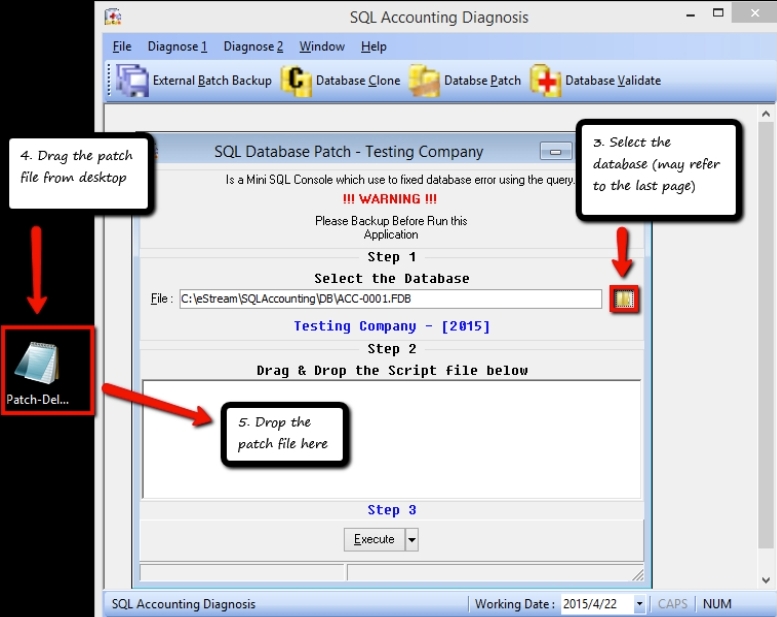 SQL Accounting Diagnosis
File Diagnose 1 Diagnose 2 Window Help
External Batch Backup Database Clone Databse Patch Database Validate
4. Drag the patch
file from desktop
3. Select the
database (may refer
to the last page)
SQL Database Patch - Testing Company
Is a Mini SQL Console which use to fixed database error using the query.
!!! WARNING !!!
Please Backup Before Run this
Application
Step 1
Select the Database
File : C:\eStream\SQLAccounting\DB\ACC-0001.FDB
Testing Company - [2015]
Step 2
Drag & Drop the Script file below
Patch-Del...
5. Drop the
patch file here
Step 3
Execute
SQL Accounting Diagnosis Working Date : 2015/4/22 CAPS NUM